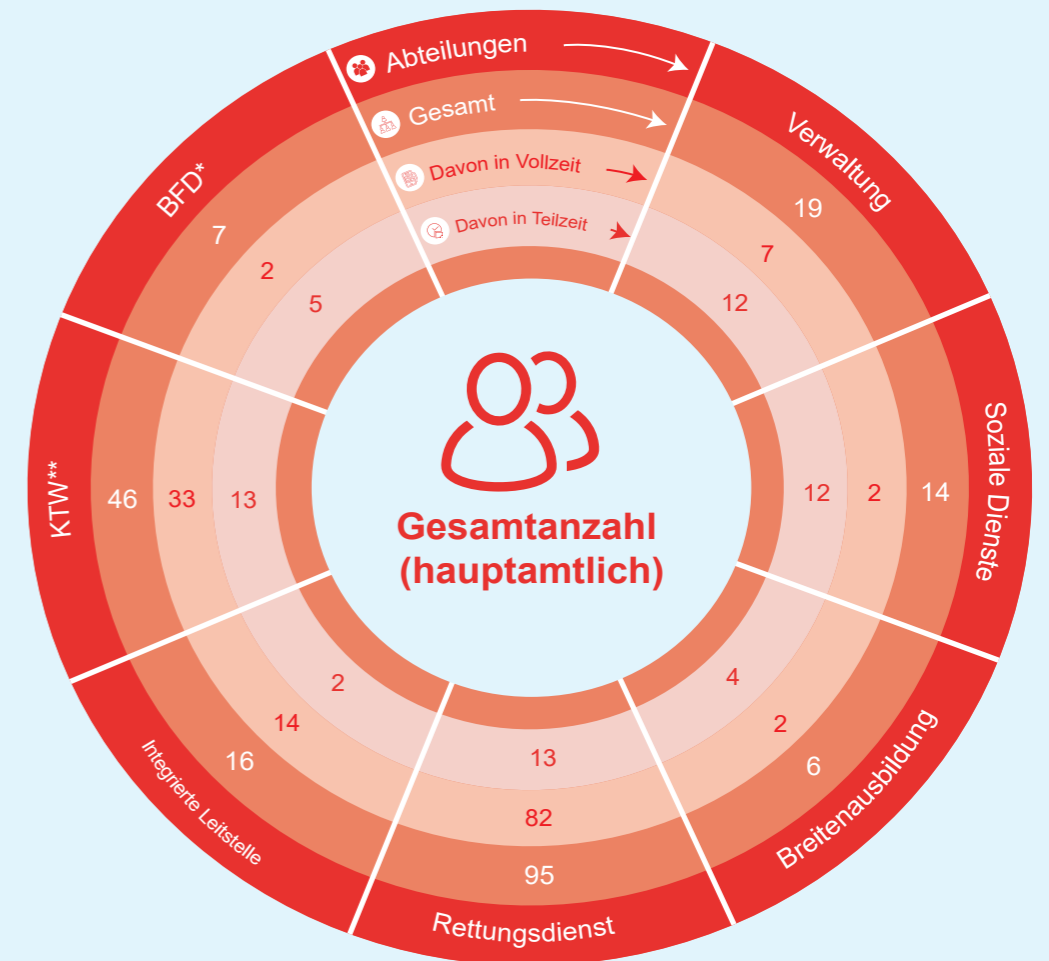 Abteilungen
Gesamt
Davon in Vollzeit
Davon in Teilzeit
Verwaltung
19
7
12
Soziale Dienste
14
2
12
Breitenausbildung
6
2
4
Rettungsdienst
95
82
13
Integrierte Leitstelle
16
14
2
KTW**
46
33
13
BFD*
7
2
5
Gesamtanzahl
(hauptamtlich)